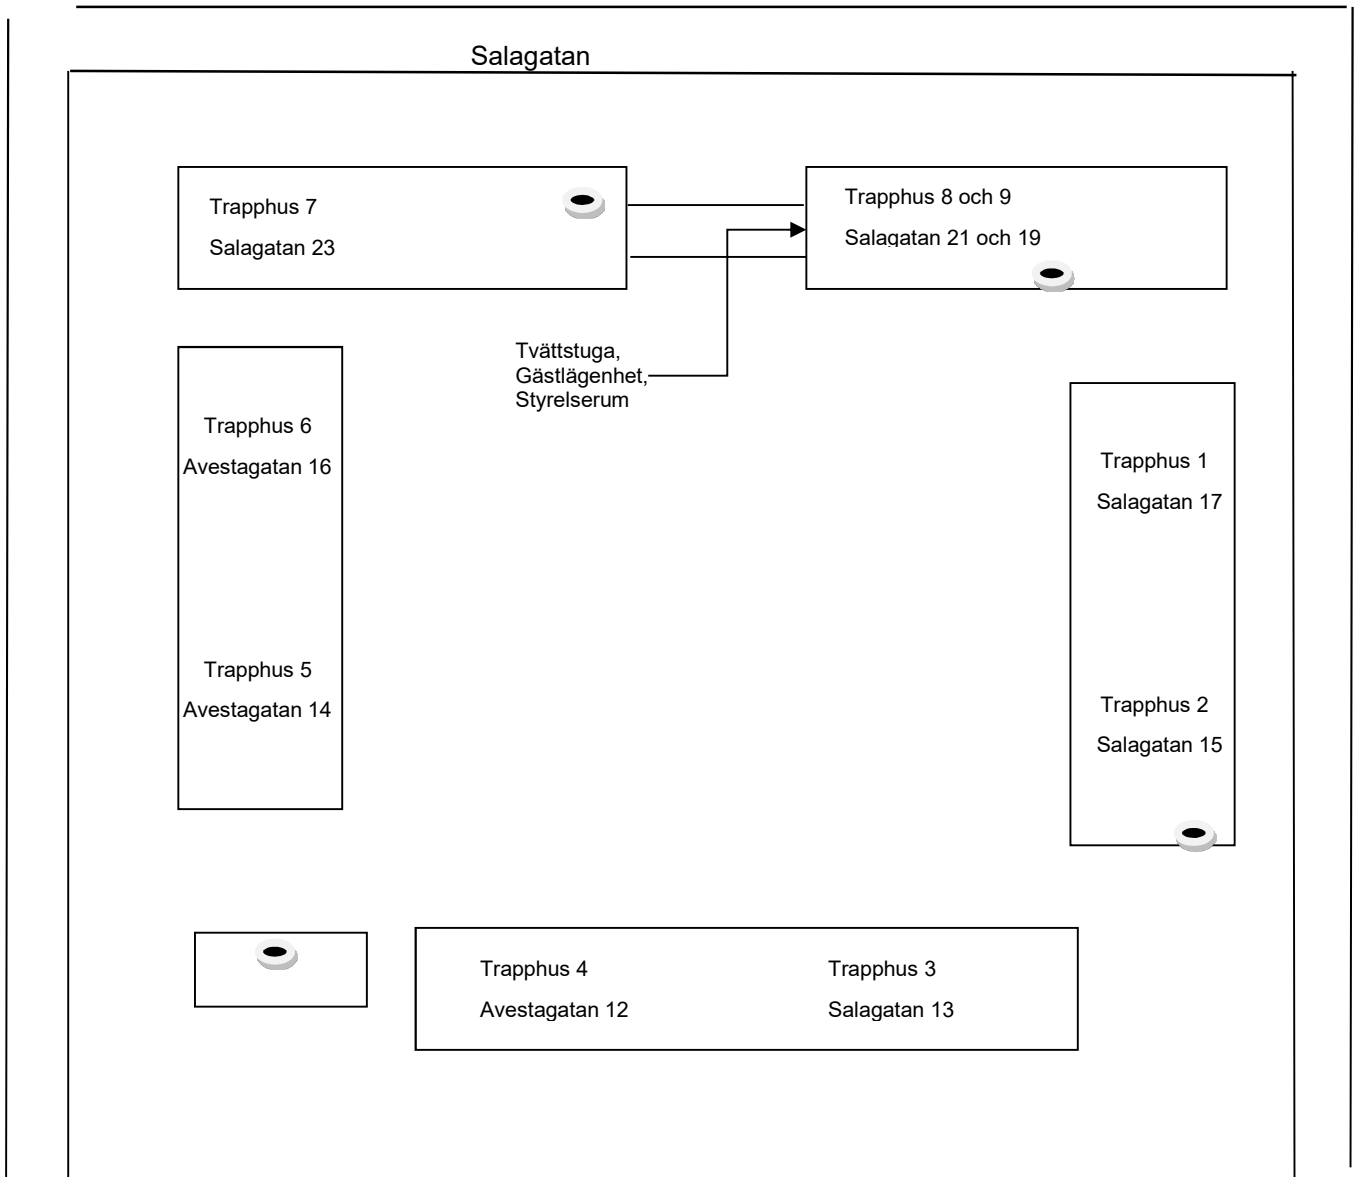 Salagatan
Trapphus 7
Salagatan 23
Trapphus 8 och 9
Salagatan 21 och 19
Tvättstuga,
Gästlägenhet,
Styrelserum
Trapphus 6
Avestagatan 16
Trapphus 1
Salagatan 17
Trapphus 5
Avestagatan 14
Trapphus 2
Salagatan 15
Trapphus 4
Avestagatan 12
Trapphus 3
Salagatan 13